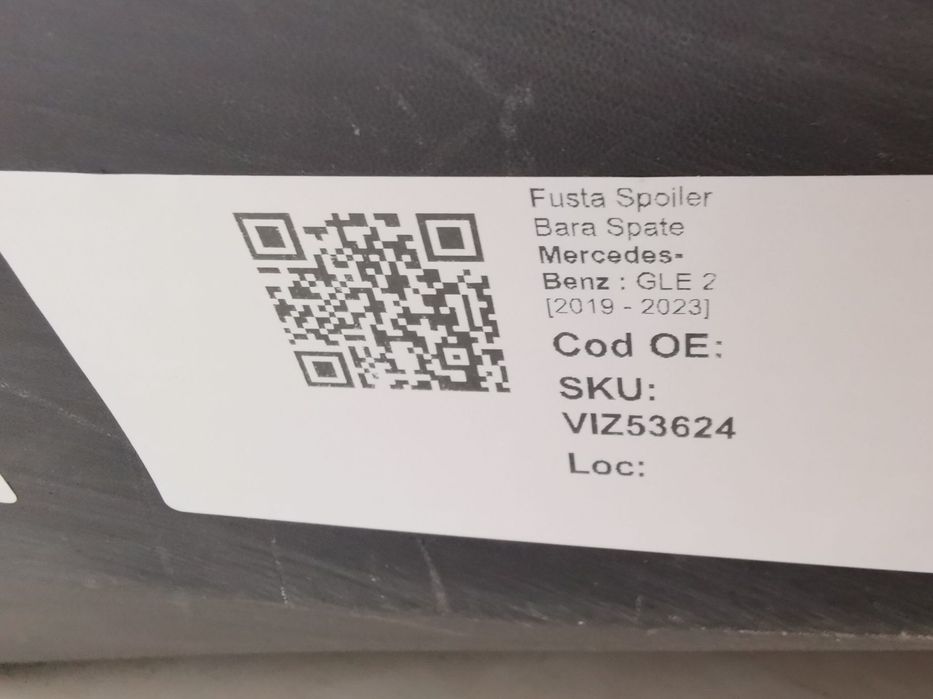 Fusta Spoiler
Bara Spate
Mercedes-
Benz : GLE 2
[2019 - 2023]
Cod OE:
SKU:
VIZ53624
Loc: